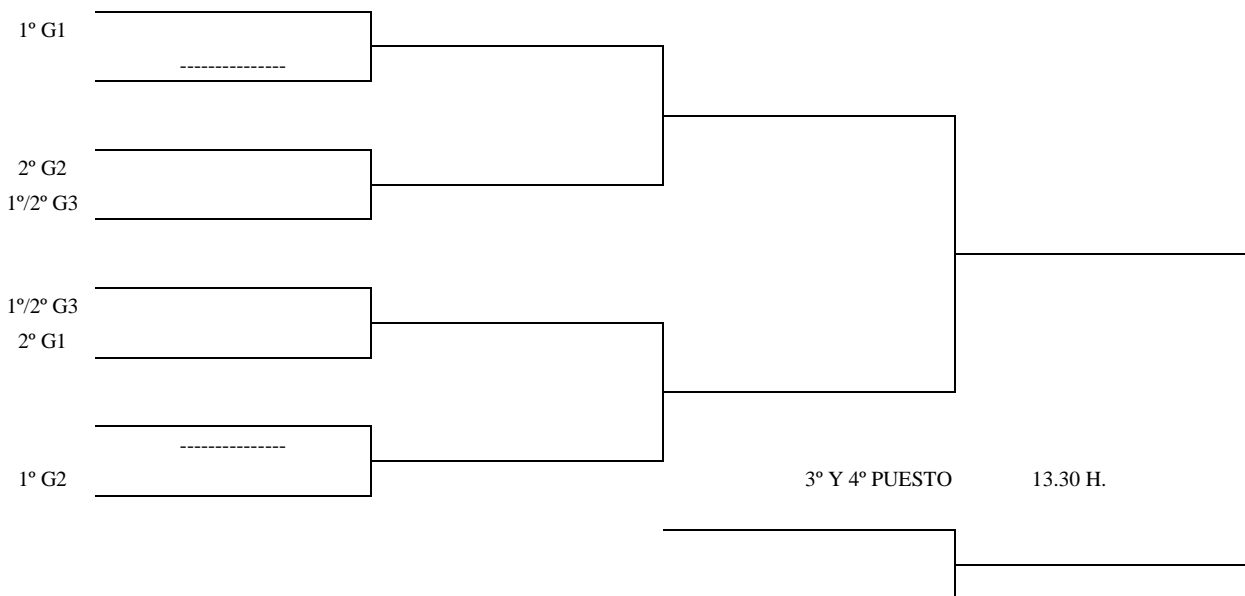 1º G1
---------------
2º G2
1º/2º G3
1º/2º G3
2º G1
---------------
1º G2
3º Y 4º PUESTO 13.30 H.